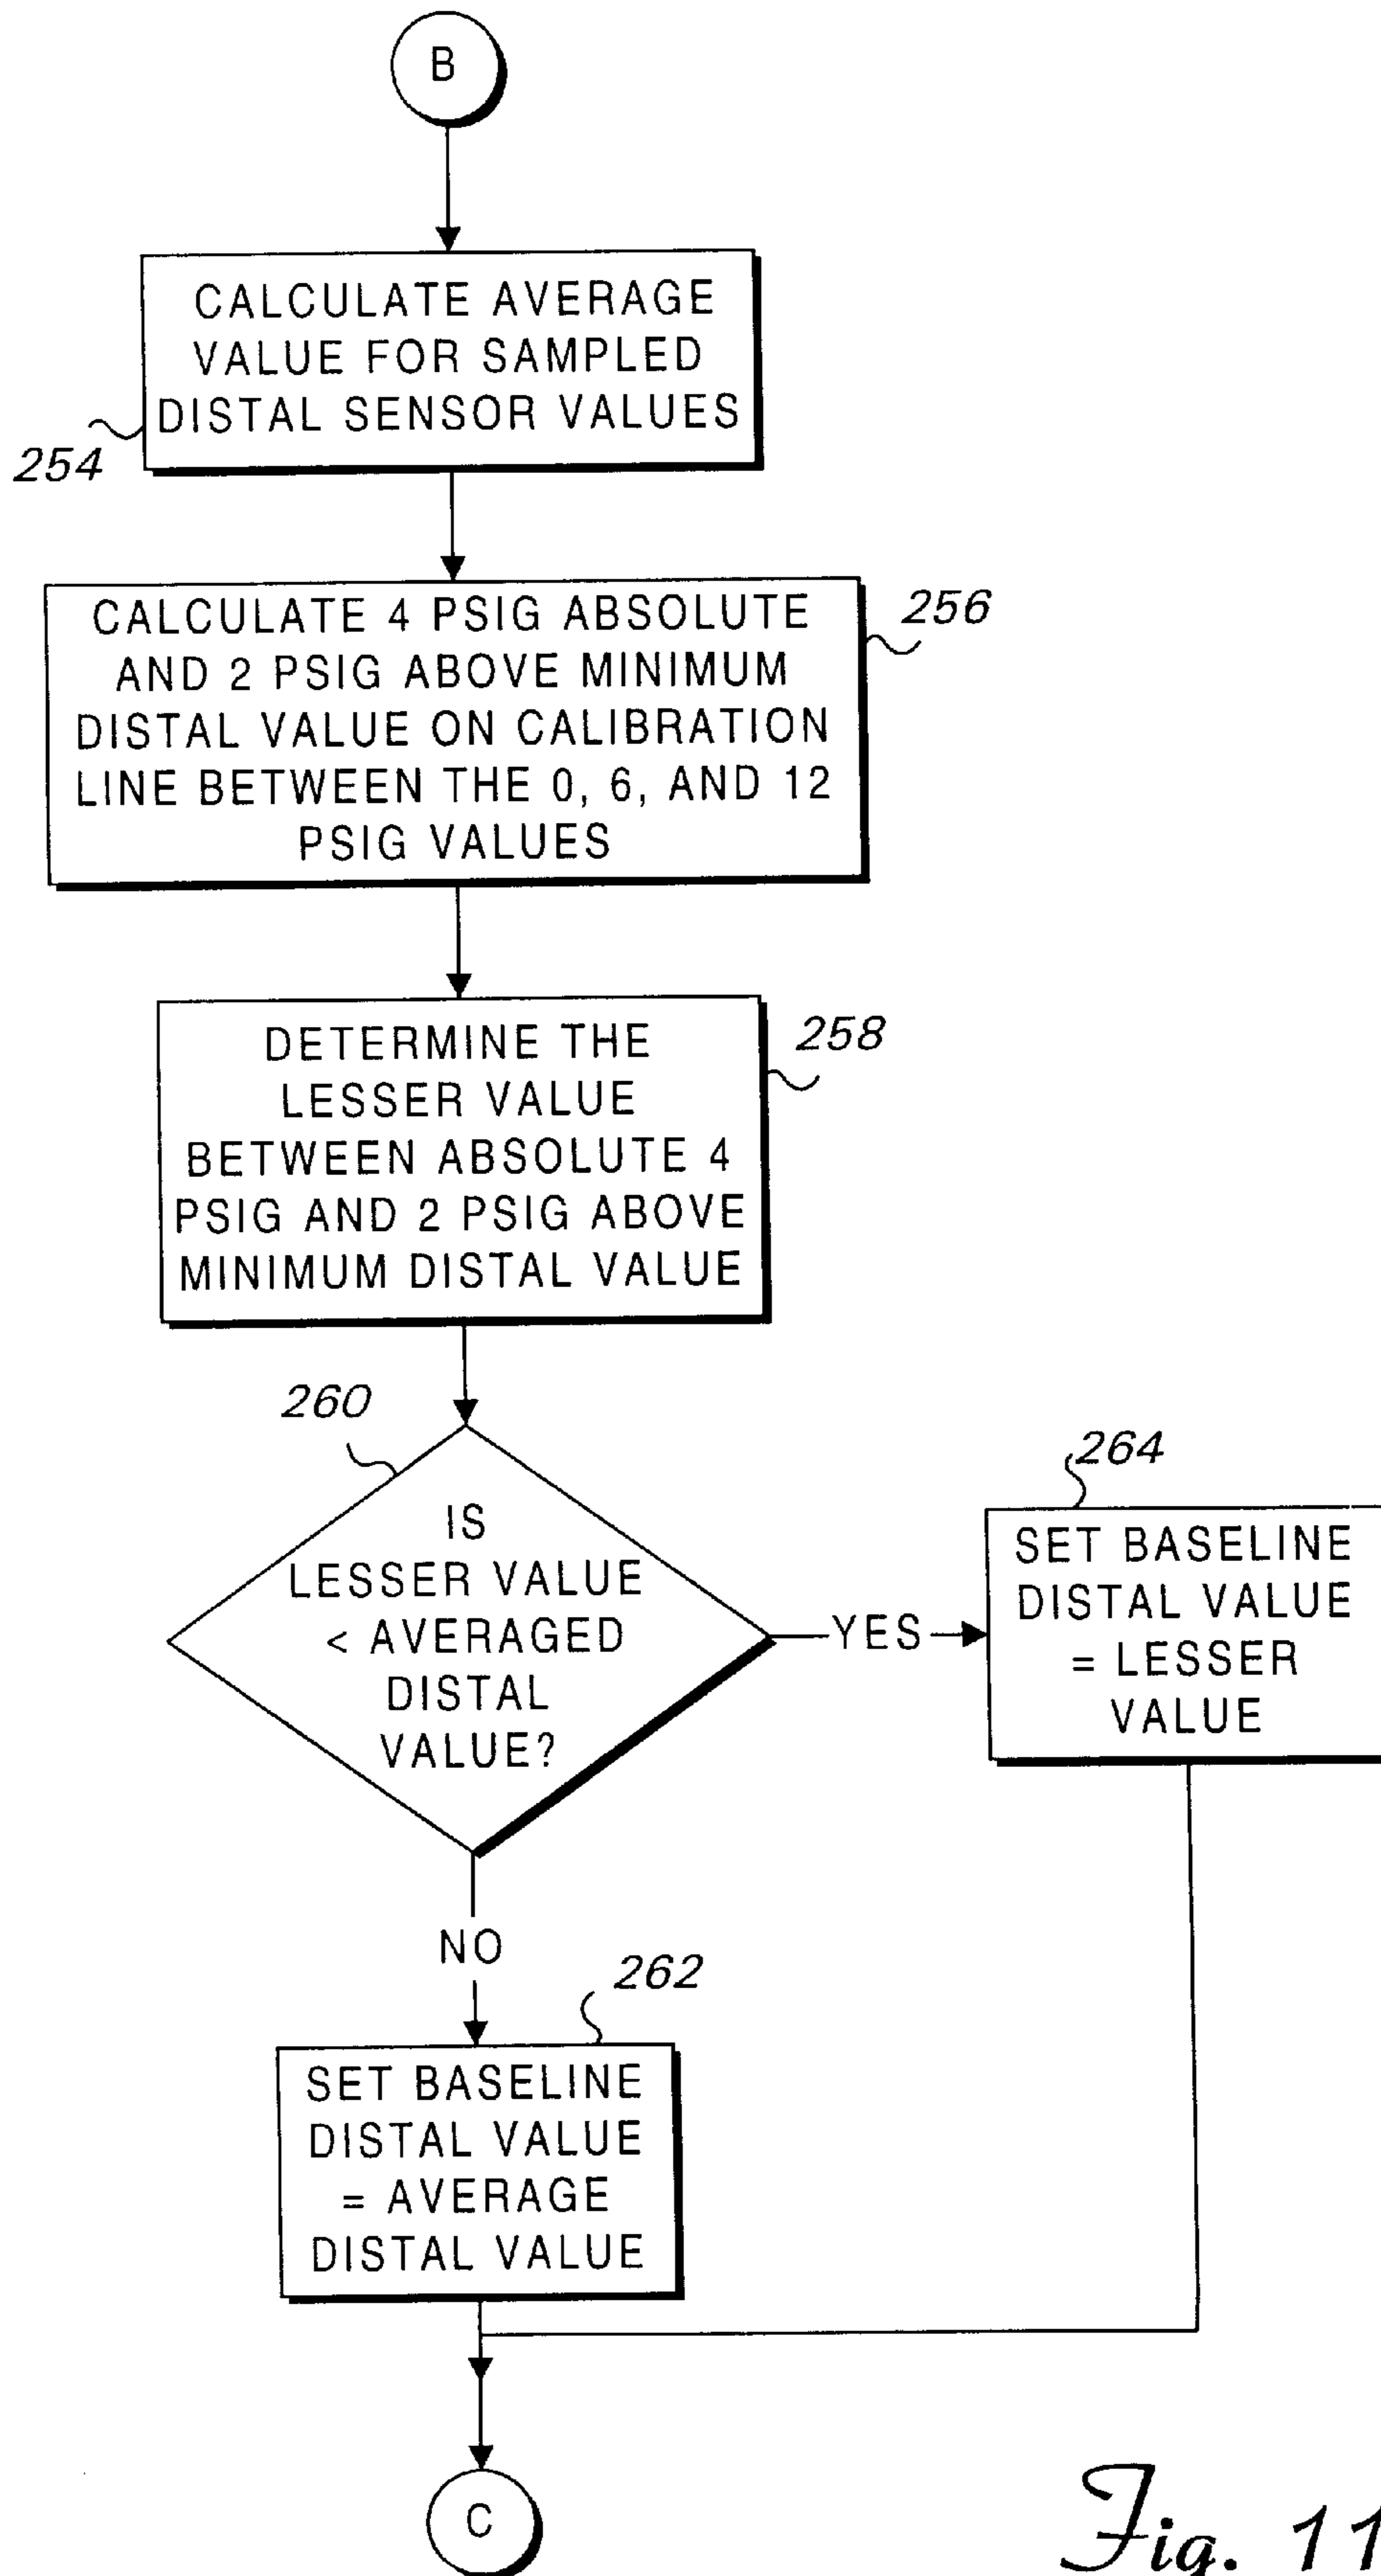 B
CALCULATE AVERAGE
VALUE FOR SAMPLED
DISTAL SENSOR VALUES
254
CALCULATE 4 PSIG ABSOLUTE
AND 2 PSIG ABOVE MINIMUM
DISTAL VALUE ON CALIBRATION
LINE BETWEEN THE 0, 6, AND 12
PSIG VALUES
256
DETERMINE THE
LESSER VALUE
BETWEEN ABSOLUTE 4
PSIG AND 2 PSIG ABOVE
MINIMUM DISTAL VALUE
258
260
IS
LESSER VALUE
< AVERAGED
DISTAL
VALUE?
YES
264
SET BASELINE
DISTAL VALUE
= LESSER
VALUE
NO
262
SET BASELINE
DISTAL VALUE
= AVERAGE
DISTAL VALUE
C
Fig. 11